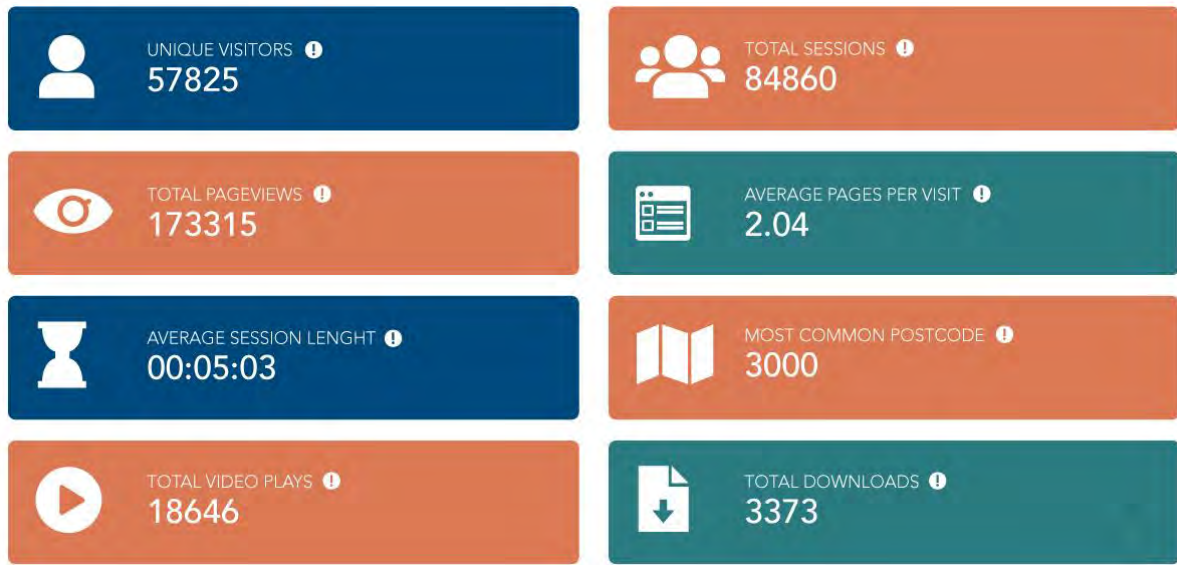 UNIQUE VISITORS
57825
TOTAL SESSIONS
84860
TOTAL PAGEVIEWS
173315
AVERAGE PAGES PER VISIT
2.04
AVERAGE SESSION LENGHT
00:05:03
MOST COMMON POSTCODE
3000
TOTAL VIDEO PLAYS
18646
TOTAL DOWNLOADS
3373